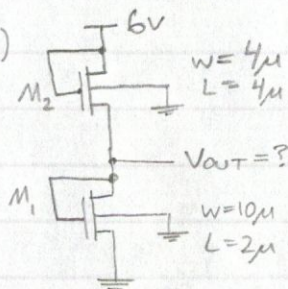 )
6V
W = 4μ
L = 4μ
M2
VOUT = ?
M1
W = 10μ
L = 2μ